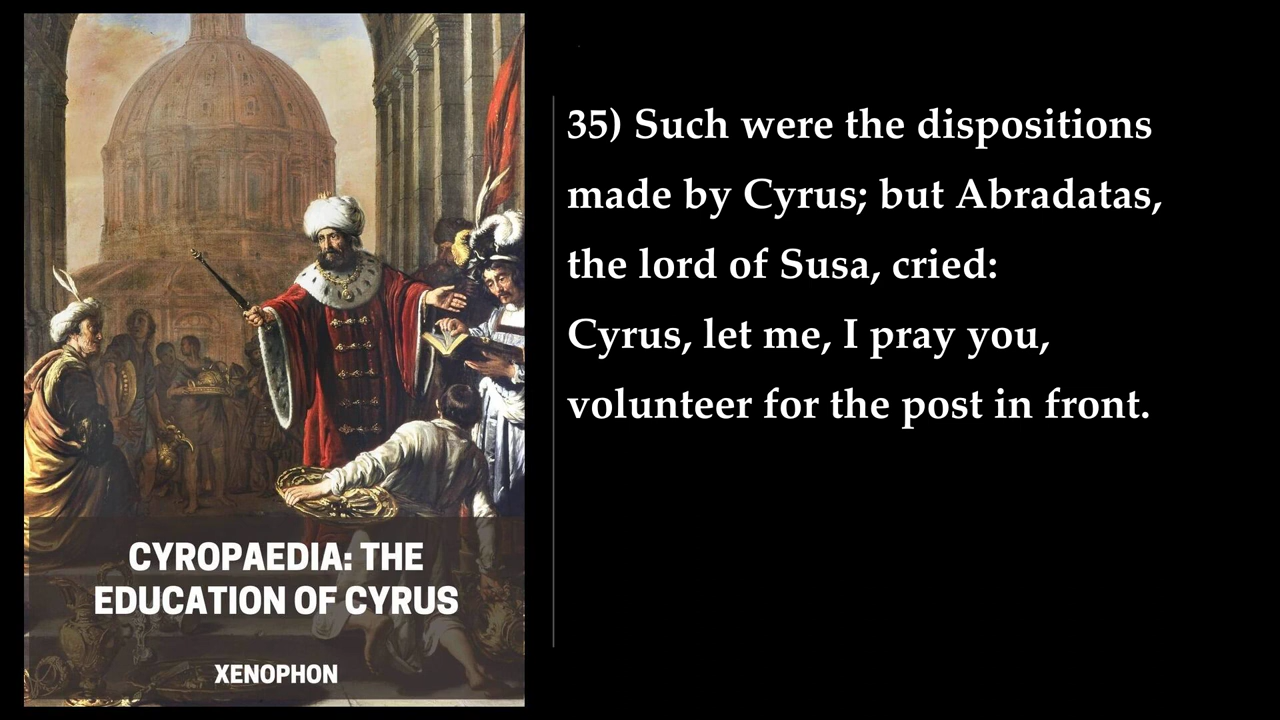 35) Such were the dispositions
made by Cyrus; but Abradatas,
the lord of Susa, cried:
Cyrus, let me, I pray you,
volunteer for the post in front.
CYROPAEDIA: THE
EDUCATION OF CYRUS
XENOPHON